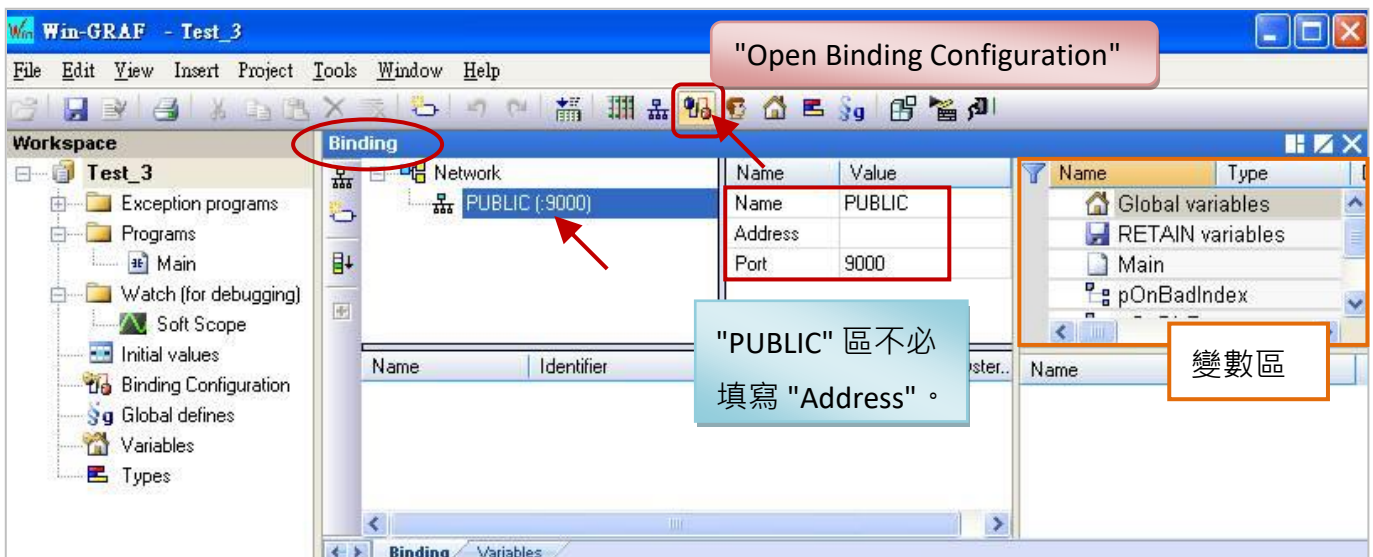 Win-GRAF - Test_3
"Open Binding Configuration"
File Edit View Insert Project Tools Window Help
Workspace
Binding
Test_3
Exception programs
Programs
Main
Watch (for debugging)
Soft Scope
Initial values
Binding Configuration
Global defines
Variables
Types
Network
PUBLIC (:9000)
Name Value
Name PUBLIC
Address
Port 9000
Name Type
Global variables
RETAIN variables
Main
pOnBadIndex
"PUBLIC" 區不必
填寫 "Address"。
變數區
Name Identifier
Name
Binding Variables